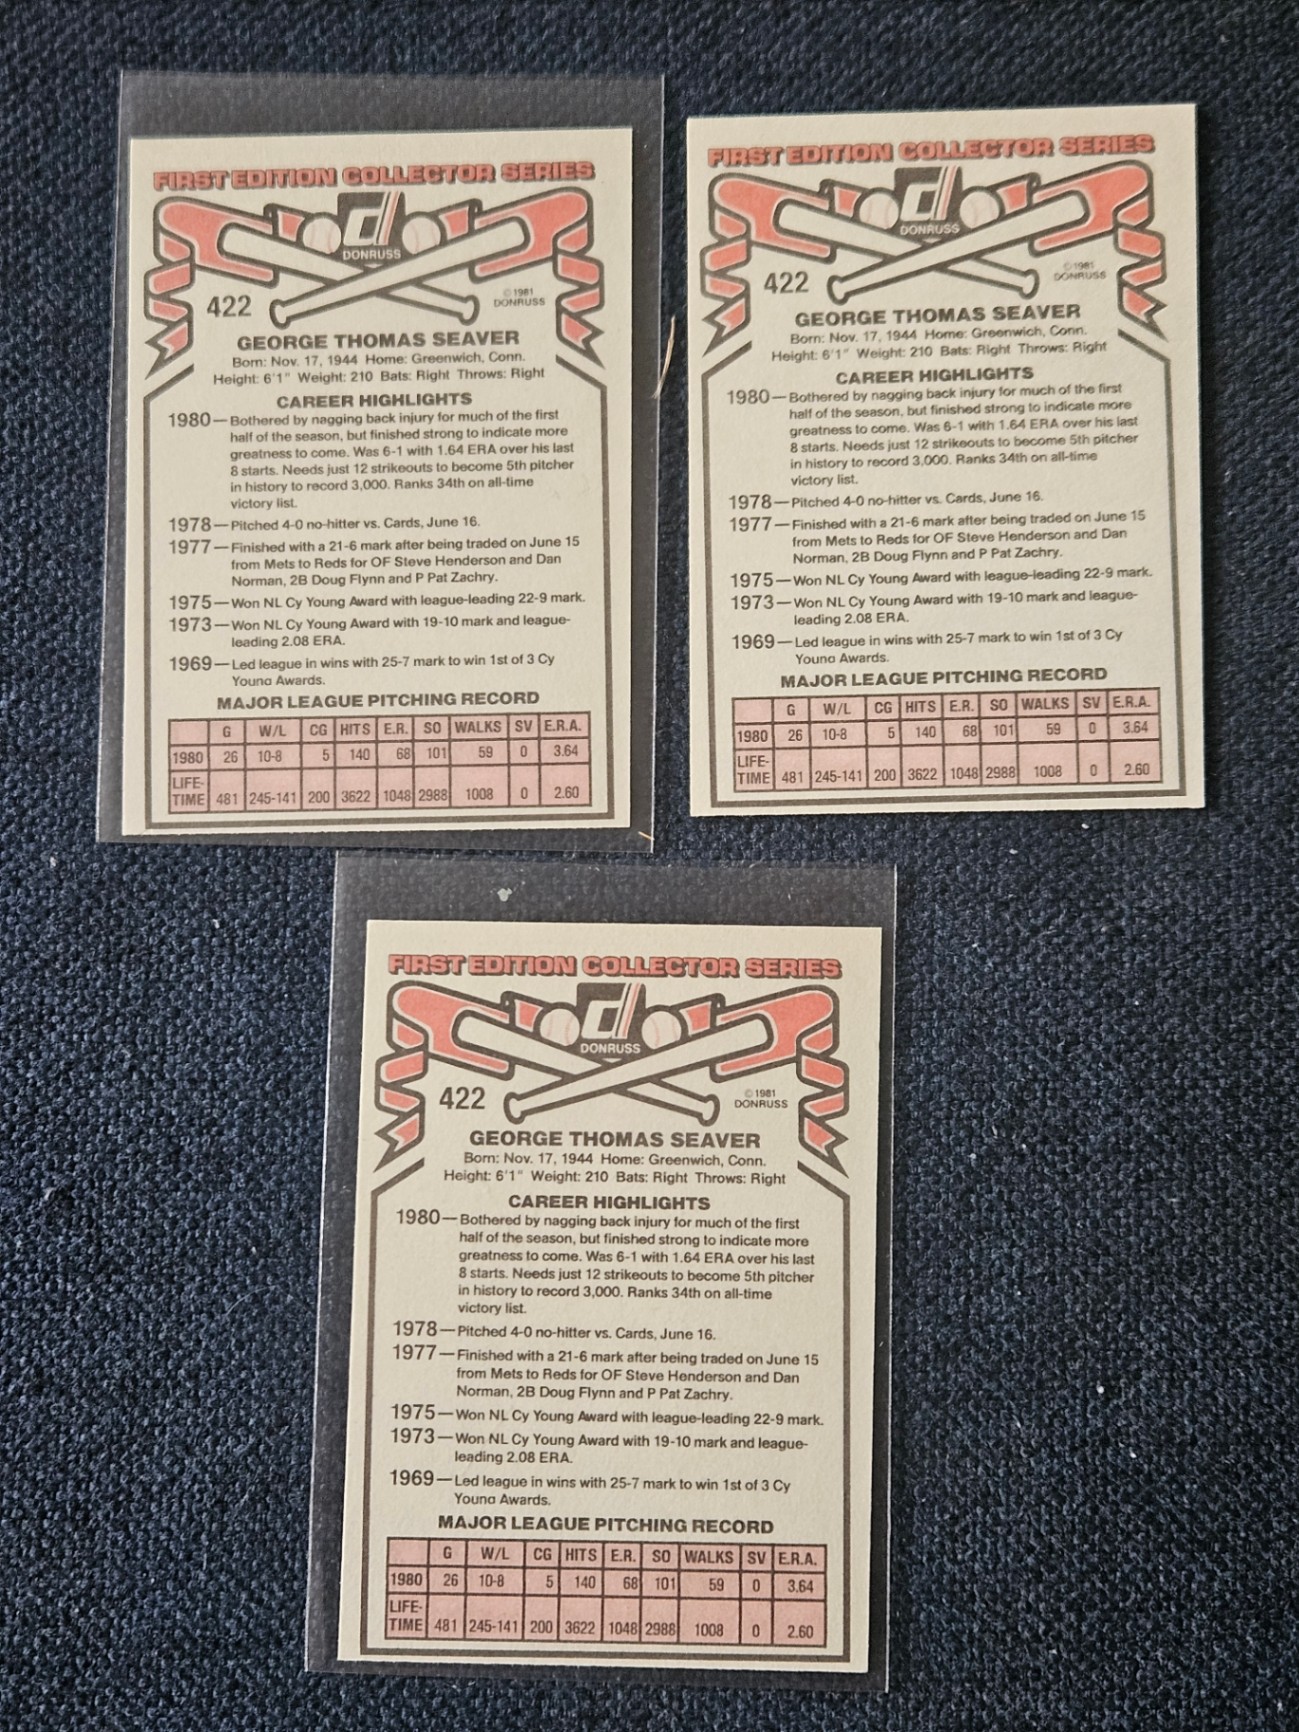 FIRST EDITION COLLECTOR SERIES
d
DONRUSS
422
©1981
DONRUSS
GEORGE THOMAS SEAVER
Born: Nov. 17, 1944 Home: Greenwich, Conn.
Height: 6'1" Weight: 210 Bats: Right Throws: Right
CAREER HIGHLIGHTS
1980—Bothered by nagging back injury for much of the first
half of the season, but finished strong to indicate more
greatness to come. Was 6-1 with 1.64 ERA over his last
8 starts. Needs just 12 strikeouts to become 5th pitcher
in history to record 3,000. Ranks 34th on all-time
victory list.
1978—Pitched 4-0 no-hitter vs. Cards, June 16.
1977—Finished with a 21-6 mark after being traded on June 15
from Mets to Reds for OF Steve Henderson and Dan
Norman, 2B Doug Flynn and P Pat Zachry.
1975—Won NL Cy Young Award with league-leading 22-9 mark.
1973—Won NL Cy Young Award with 19-10 mark and league-
leading 2.08 ERA.
1969—Led league in wins with 25-7 mark to win 1st of 3 Cy
Young Awards.
MAJOR LEAGUE PITCHING RECORD
G W/L CG HITS E.R. SO WALKS SV E.R.A.
1980 26 10-8 5 140 68 101 59 0 3.64
LIFE-
TIME 481 245-141 200 3622 1048 2988 1008 0 2.60
FIRST EDITION COLLECTOR SERIES
d
DONRUSS
422
©1981
DONRUSS
GEORGE THOMAS SEAVER
Born: Nov. 17, 1944 Home: Greenwich, Conn.
Height: 6'1" Weight: 210 Bats: Right Throws: Right
CAREER HIGHLIGHTS
1980—Bothered by nagging back injury for much of the first
half of the season, but finished strong to indicate more
greatness to come. Was 6-1 with 1.64 ERA over his last
8 starts. Needs just 12 strikeouts to become 5th pitcher
in history to record 3,000. Ranks 34th on all-time
victory list.
1978—Pitched 4-0 no-hitter vs. Cards, June 16.
1977—Finished with a 21-6 mark after being traded on June 15
from Mets to Reds for OF Steve Henderson and Dan
Norman, 2B Doug Flynn and P Pat Zachry.
1975—Won NL Cy Young Award with league-leading 22-9 mark.
1973—Won NL Cy Young Award with 19-10 mark and league-
leading 2.08 ERA.
1969—Led league in wins with 25-7 mark to win 1st of 3 Cy
Young Awards.
MAJOR LEAGUE PITCHING RECORD
G W/L CG HITS E.R. SO WALKS SV E.R.A.
1980 26 10-8 5 140 68 101 59 0 3.64
LIFE-
TIME 481 245-141 200 3622 1048 2988 1008 0 2.60
FIRST EDITION COLLECTOR SERIES
d
DONRUSS
422
©1981
DONRUSS
GEORGE THOMAS SEAVER
Born: Nov. 17, 1944 Home: Greenwich, Conn.
Height: 6'1" Weight: 210 Bats: Right Throws: Right
CAREER HIGHLIGHTS
1980—Bothered by nagging back injury for much of the first
half of the season, but finished strong to indicate more
greatness to come. Was 6-1 with 1.64 ERA over his last
8 starts. Needs just 12 strikeouts to become 5th pitcher
in history to record 3,000. Ranks 34th on all-time
victory list.
1978—Pitched 4-0 no-hitter vs. Cards, June 16.
1977—Finished with a 21-6 mark after being traded on June 15
from Mets to Reds for OF Steve Henderson and Dan
Norman, 2B Doug Flynn and P Pat Zachry.
1975—Won NL Cy Young Award with league-leading 22-9 mark.
1973—Won NL Cy Young Award with 19-10 mark and league-
leading 2.08 ERA.
1969—Led league in wins with 25-7 mark to win 1st of 3 Cy
Young Awards.
MAJOR LEAGUE PITCHING RECORD
G W/L CG HITS E.R. SO WALKS SV E.R.A.
1980 26 10-8 5 140 68 101 59 0 3.64
LIFE-
TIME 481 245-141 200 3622 1048 2988 1008 0 2.60